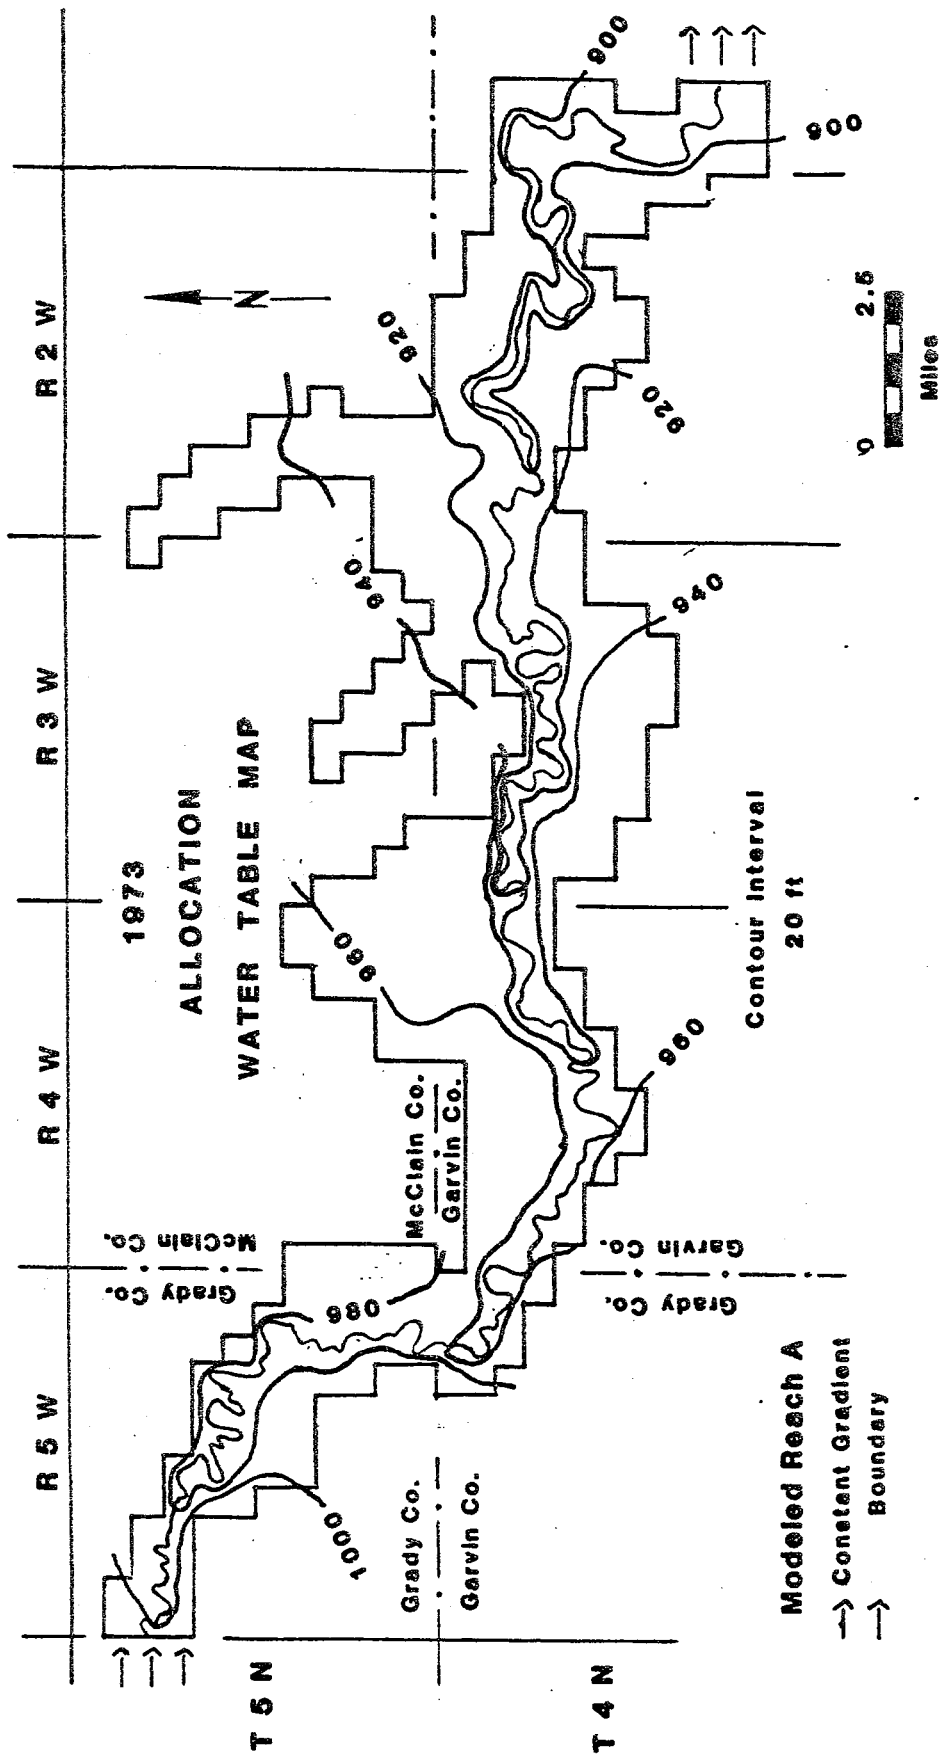 R 5 W
R 4 W
R 3 W
R 2 W
1973
ALLOCATION
WATER TABLE MAP
N
T 5 N
T 4 N
Grady Co.
McClain Co.
McClain Co.
Garvin Co.
Grady Co.
Garvin Co.
Grady Co.
Garvin Co.
1000
980
960
960
940
940
920
920
900
900
Modeled Reach A
Constant Gradient
Boundary
Contour Interval
20 ft
0 2.5
Miles